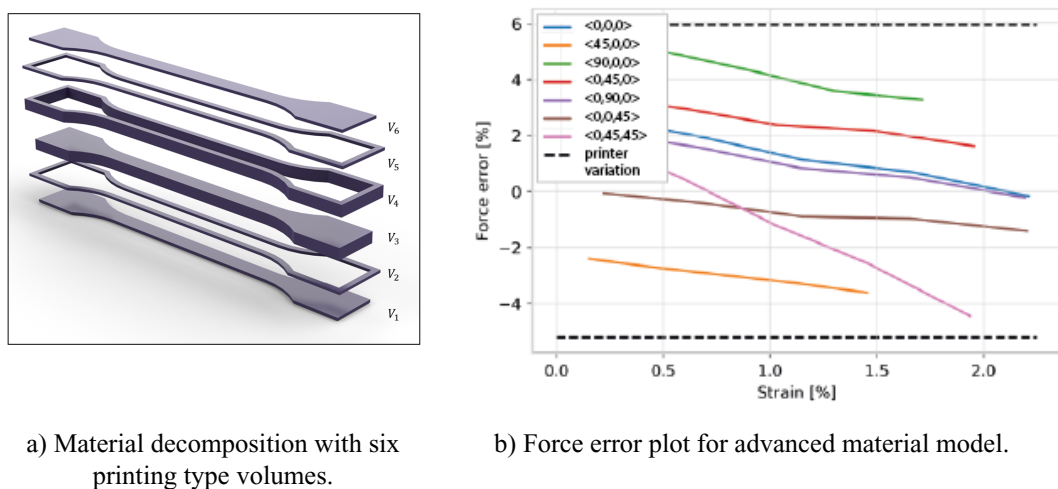 V6
V5
V4
V3
V2
V1
6
4
2
0
−2
−4
Force error [%]
<0,0,0>
<45,0,0>
<90,0,0>
<0,45,0>
<0,90,0>
<0,0,45>
<0,45,45>
printer
variation
0.0 0.5 1.0 1.5 2.0
Strain [%]
a) Material decomposition with six
printing type volumes.
b) Force error plot for advanced material model.